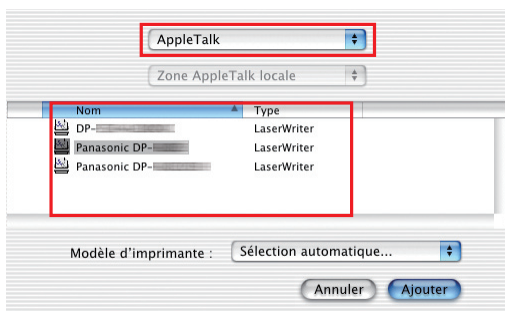 AppleTalk
Zone AppleTalk locale
Nom Type
DP- LaserWriter
Panasonic DP- LaserWriter
Panasonic DP- LaserWriter
Modèle d'imprimante : Sélection automatique...
Annuler Ajouter